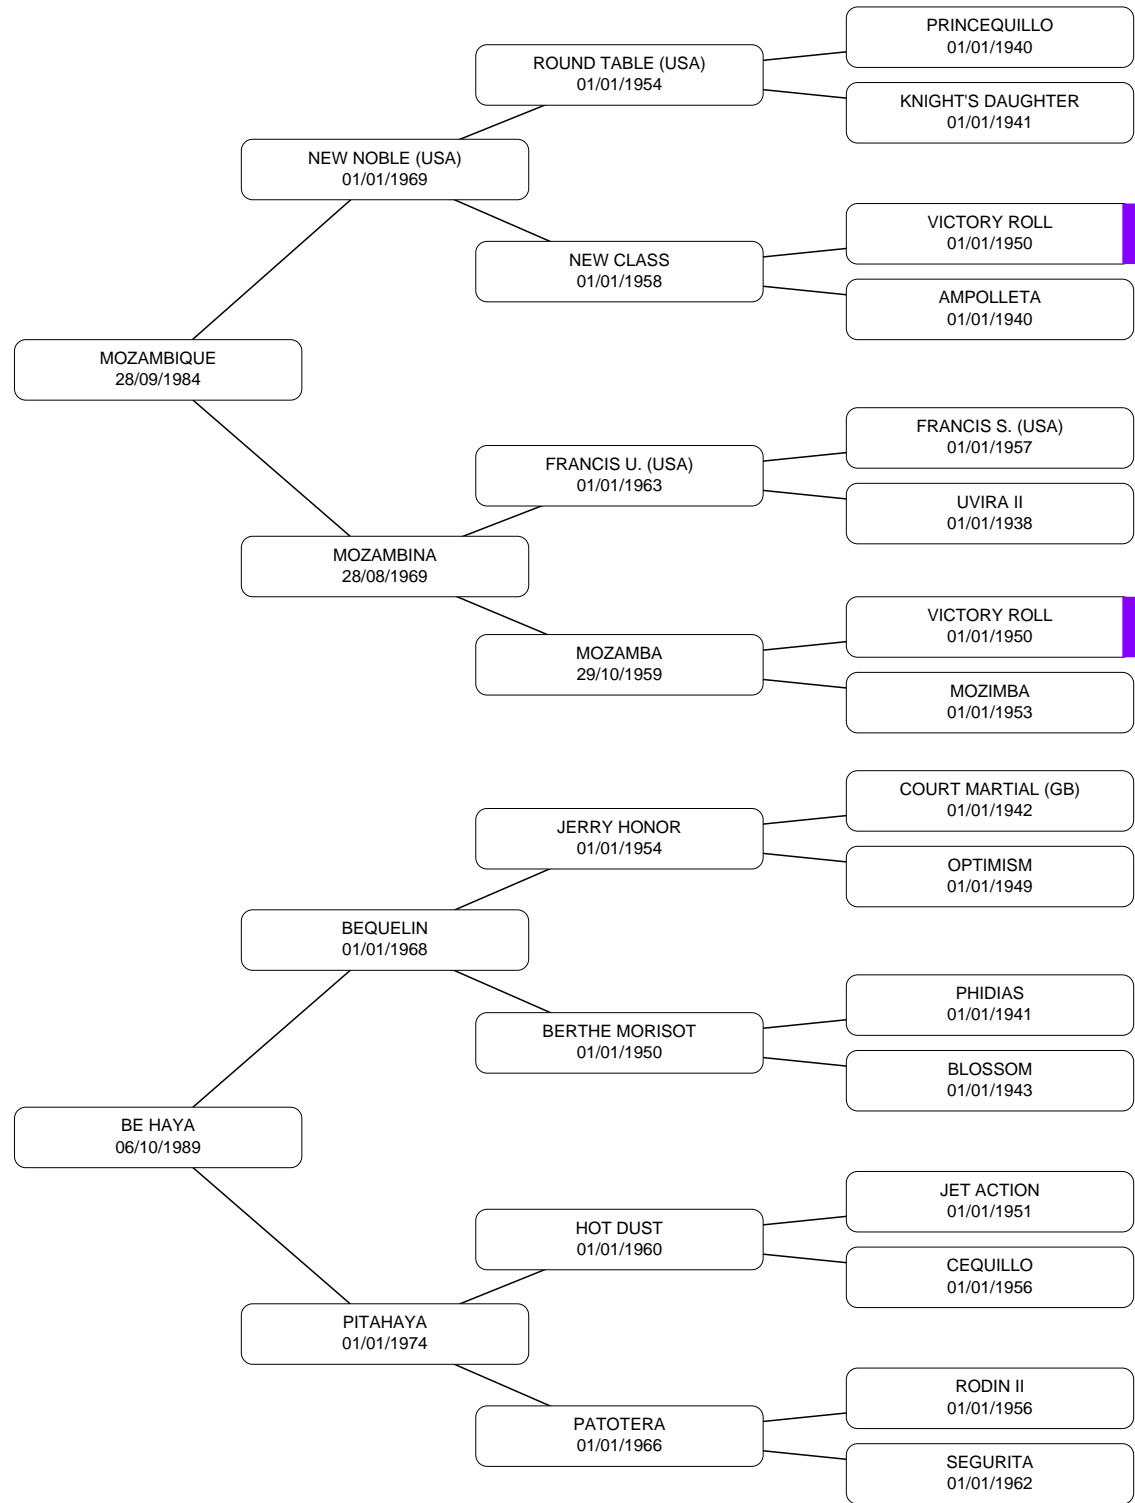 PRINCEQUILLO
01/01/1940
ROUND TABLE (USA)
01/01/1954
KNIGHT'S DAUGHTER
01/01/1941
NEW NOBLE (USA)
01/01/1969
VICTORY ROLL
01/01/1950
NEW CLASS
01/01/1958
AMPOLLETA
01/01/1940
MOZAMBIQUE
28/09/1984
FRANCIS S. (USA)
01/01/1957
FRANCIS U. (USA)
01/01/1963
UVIRA II
01/01/1938
MOZAMBINA
28/08/1969
VICTORY ROLL
01/01/1950
MOZAMBA
29/10/1959
MOZIMBA
01/01/1953
COURT MARTIAL (GB)
01/01/1942
JERRY HONOR
01/01/1954
OPTIMISM
01/01/1949
BEQUELIN
01/01/1968
PHIDIAS
01/01/1941
BERTHE MORISOT
01/01/1950
BLOSSOM
01/01/1943
BE HAYA
06/10/1989
JET ACTION
01/01/1951
HOT DUST
01/01/1960
CEQUILLO
01/01/1956
PITAHAYA
01/01/1974
RODIN II
01/01/1956
PATOTERA
01/01/1966
SEGURITA
01/01/1962